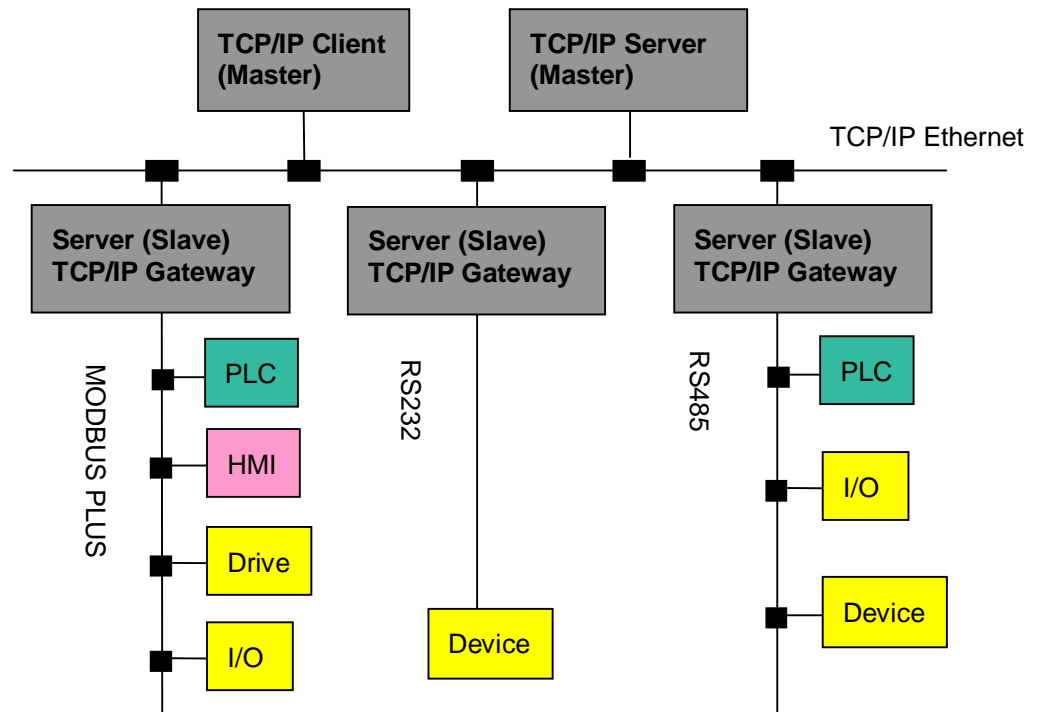 TCP/IP Client
(Master)
TCP/IP Server
(Master)
TCP/IP Ethernet
Server (Slave)
TCP/IP Gateway
Server (Slave)
TCP/IP Gateway
Server (Slave)
TCP/IP Gateway
MODBUS PLUS
PLC
HMI
Drive
I/O
RS232
Device
RS485
PLC
I/O
Device